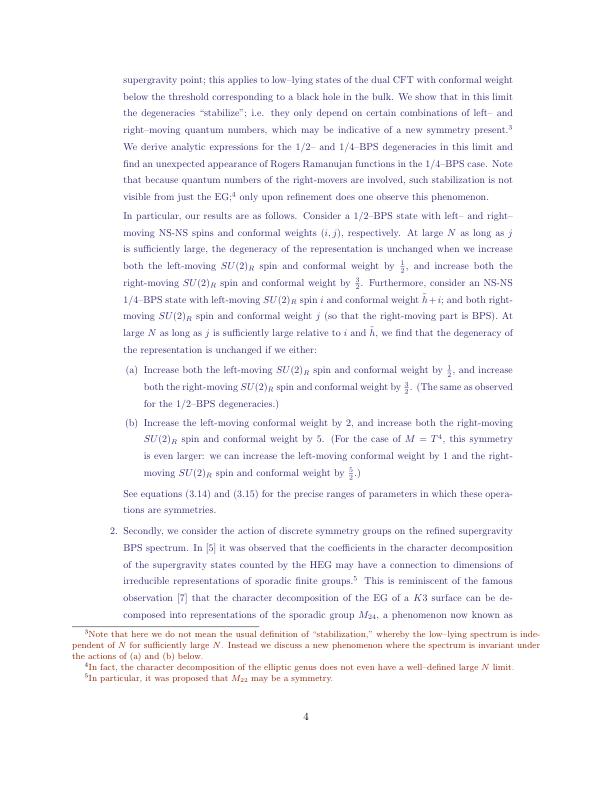 supergravity point; this applies to low–lying states of the dual CFT with conformal weight
below the threshold corresponding to a black hole in the bulk. We show that in this limit
the degeneracies “stabilize”; i.e. they only depend on certain combinations of left– and
right–moving quantum numbers, which may be indicative of a new symmetry present.³
We derive analytic expressions for the 1/2– and 1/4–BPS degeneracies in this limit and
find an unexpected appearance of Rogers Ramanujan functions in the 1/4–BPS case. Note
that because quantum numbers of the right-movers are involved, such stabilization is not
visible from just the EG;⁴ only upon refinement does one observe this phenomenon.
In particular, our results are as follows. Consider a 1/2–BPS state with left– and right–
moving NS-NS spins and conformal weights (i, j), respectively. At large N as long as j
is sufficiently large, the degeneracy of the representation is unchanged when we increase
both the left-moving SU(2)_R spin and conformal weight by 1/2, and increase both the
right-moving SU(2)_R spin and conformal weight by 3/2. Furthermore, consider an NS-NS
1/4–BPS state with left-moving SU(2)_R spin i and conformal weight h̃+i; and both right-
moving SU(2)_R spin and conformal weight j (so that the right-moving part is BPS). At
large N as long as j is sufficiently large relative to i and h̃, we find that the degeneracy of
the representation is unchanged if we either:
(a) Increase both the left-moving SU(2)_R spin and conformal weight by 1/2, and increase
both the right-moving SU(2)_R spin and conformal weight by 3/2. (The same as observed
for the 1/2–BPS degeneracies.)
(b) Increase the left-moving conformal weight by 2, and increase both the right-moving
SU(2)_R spin and conformal weight by 5. (For the case of M = T⁴, this symmetry
is even larger: we can increase the left-moving conformal weight by 1 and the right-
moving SU(2)_R spin and conformal weight by 5/2.)
See equations (3.14) and (3.15) for the precise ranges of parameters in which these opera-
tions are symmetries.
2. Secondly, we consider the action of discrete symmetry groups on the refined supergravity
BPS spectrum. In [5] it was observed that the coefficients in the character decomposition
of the supergravity states counted by the HEG may have a connection to dimensions of
irreducible representations of sporadic finite groups.⁵ This is reminiscent of the famous
observation [7] that the character decomposition of the EG of a K3 surface can be de-
composed into representations of the sporadic group M₂₄, a phenomenon now known as
³Note that here we do not mean the usual definition of “stabilization,” whereby the low–lying spectrum is inde-
pendent of N for sufficiently large N. Instead we discuss a new phenomenon where the spectrum is invariant under
the actions of (a) and (b) below.
⁴In fact, the character decomposition of the elliptic genus does not even have a well–defined large N limit.
⁵In particular, it was proposed that M₂₂ may be a symmetry.
4